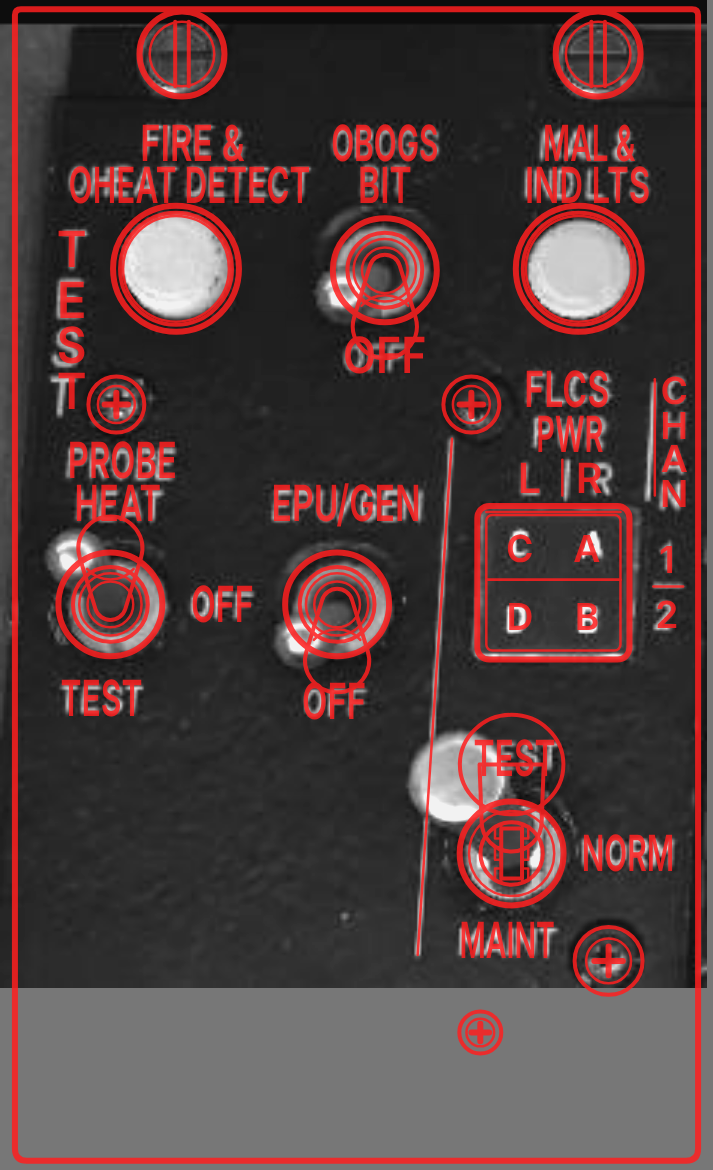 FIRE &
OHEAT DETECT
OBOGS
BIT
MAL &
IND LTS
TEST
OFF
FLCS
PWR
L R
CHAN
PROBE
HEAT
EPU/GEN
C A
D B
1
2
OFF
TEST
OFF
TEST
NORM
MAINT